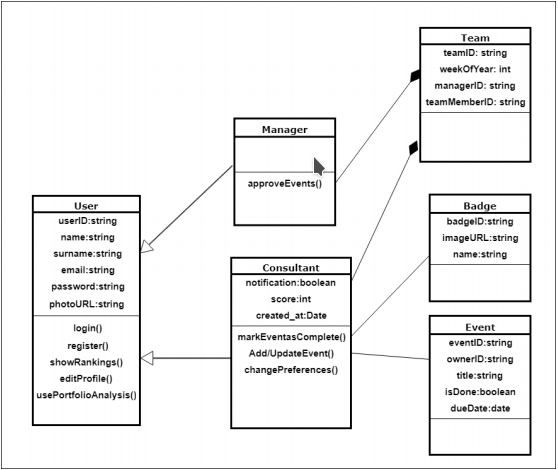 Team
teamID: string
weekOfYear: int
managerID: string
teamMemberID: string
Manager
approveEvents()
User
userID:string
name:string
surname:string
email:string
password:string
photoURL:string
login()
register()
showRankings()
editProfile()
usePortfolioAnalysis()
Consultant
notification:boolean
score:int
created_at:Date
markEventasComplete()
Add/UpdateEvent()
changePreferences()
Badge
badgeID:string
imageURL:string
name:string
Event
eventID:string
ownerID:string
title:string
isDone:boolean
dueDate:date